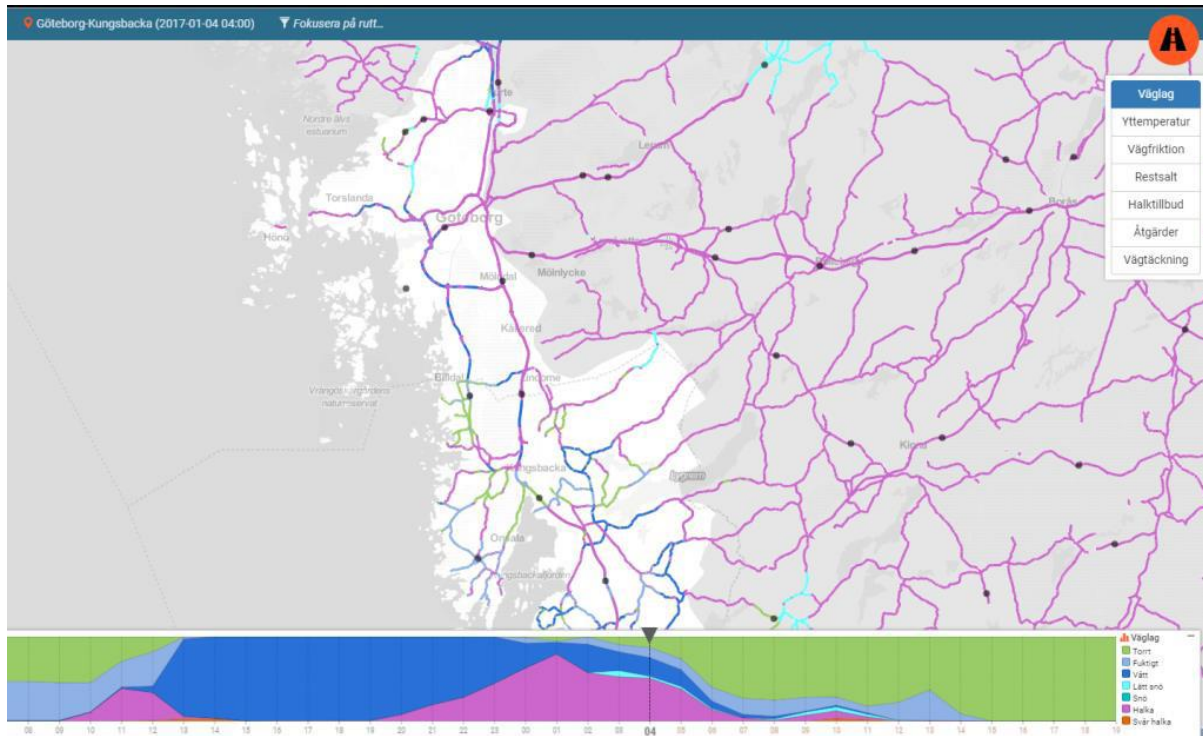 Göteborg-Kungsbacka (2017-01-04 04:00)
Fokusera på rutt...
Väglag
Yttemperatur
Vägfriktion
Restsalt
Halktillbud
Åtgärder
Vägtäckning
Nordre älvs
estuarium
Lerum
Torslanda
Göteborg
Borås
Hönö
Mölndal
Mölnlycke
Kållered
Billdal
Kungsbacka
Kinna
Lygnern
Onsala
Kungsbackafjorden
Väglag
Torrt
Fuktigt
Vått
Lätt snö
Snö
Halka
Svår halka
08 09 10 11 12 13 14 15 16 17 18 19 20 21 22 23 00 01 02 03 04 05 06 07 08 09 10 11 12 13 14 15 16 17 18 19